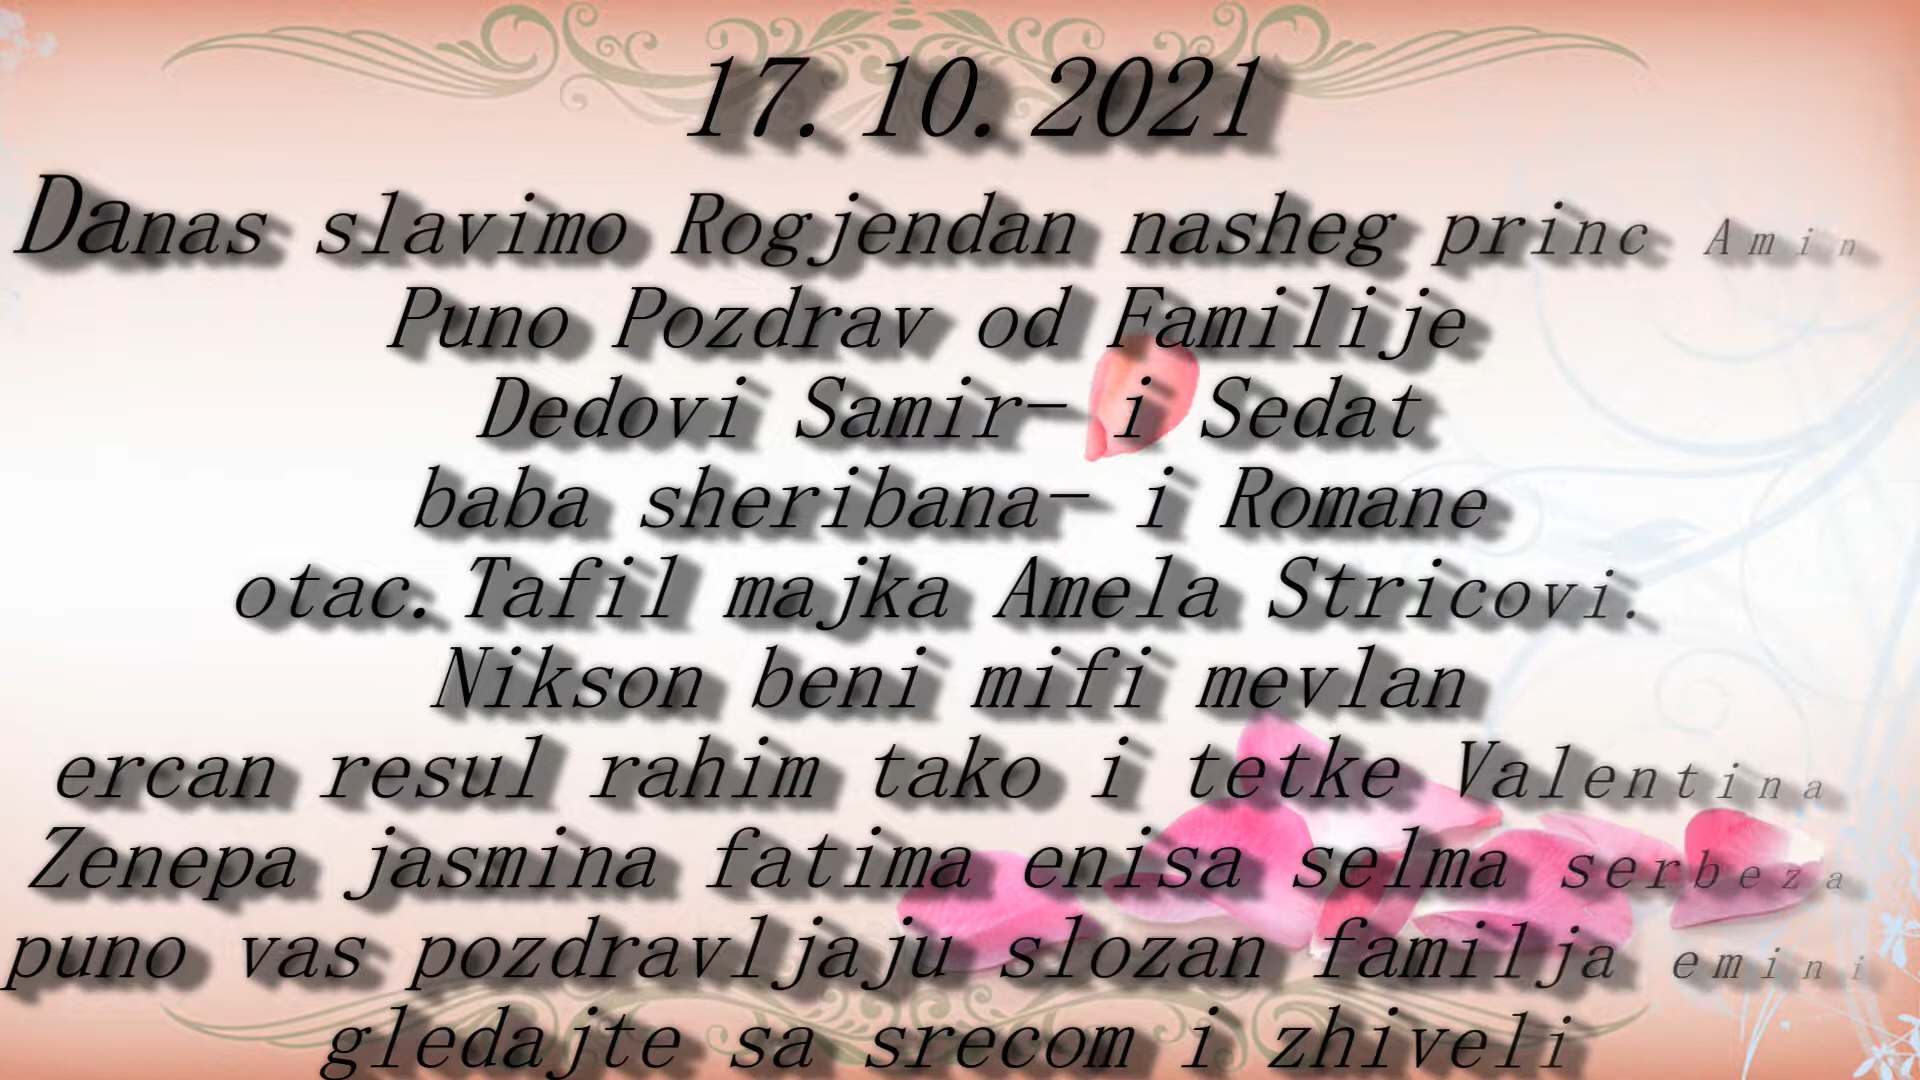 17.10.2021
Danas slavimo Rogjendan nasheg princ Amin
Puno Pozdrav od Familije
Dedovi Samir- i Sedat
baba sheribana- i Romane
otac.Tafil majka Amela Stricovi.
Nikson beni mifi mevlan
ercan resul rahim tako i tetke Valentina
Zenepa jasmina fatima enisa selma serbeza
puno vas pozdravljaju slozan familja emini
gledajte sa srecom i zhiveli